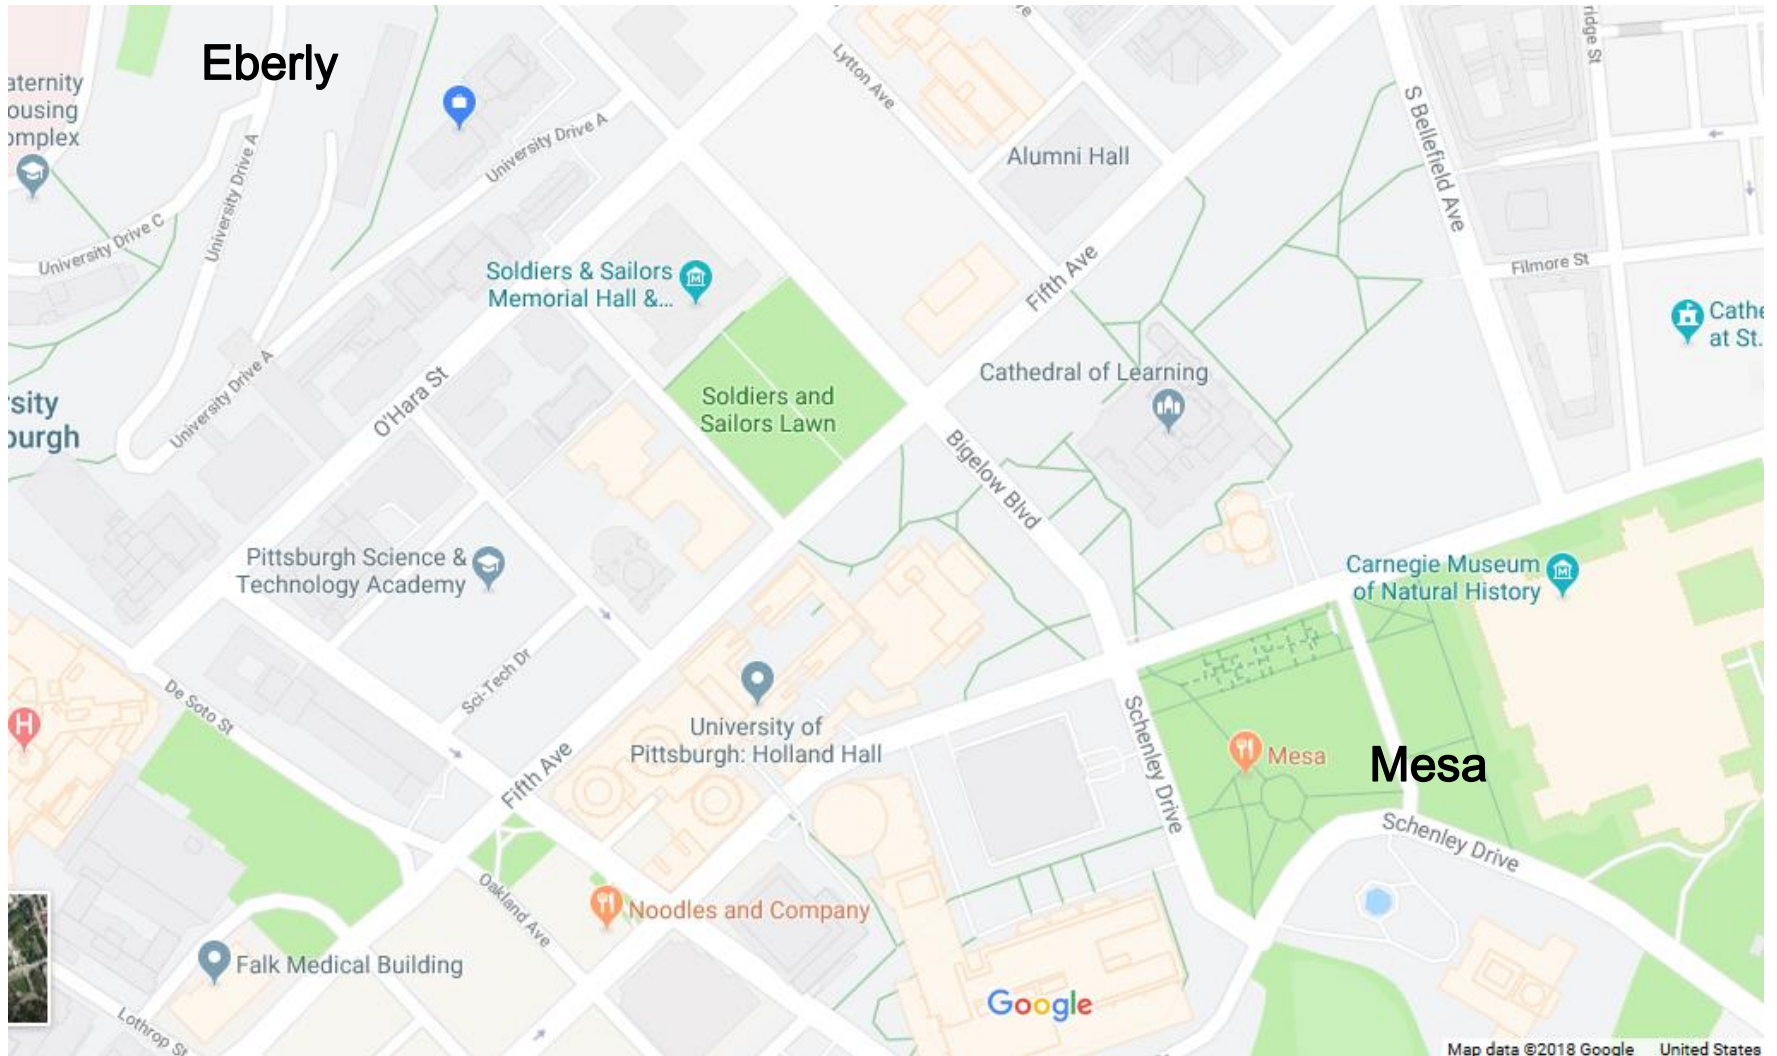 Eberly
aternity
ousing
omplex
Lytton Ave
ridge St
S Bellefield Ave
University Drive A
University Drive A
Alumni Hall
University Drive C
Fifth Ave
Filmore St
Soldiers & Sailors
Memorial Hall &...
M
Cathe
at St.
University Drive A
O'Hara St
Cathedral of Learning
Soldiers and
Sailors Lawn
sity
burgh
Bigelow Blvd
Pittsburgh Science &
Technology Academy
Carnegie Museum
of Natural History
M
Sci-Tech Dr
De Soto St
H
University of
Pittsburgh: Holland Hall
Schenley Drive
Mesa
Mesa
Fifth Ave
Schenley Drive
Oakland Ave
Noodles and Company
Falk Medical Building
Google
Lothrop St
Map data ©2018 Google United States